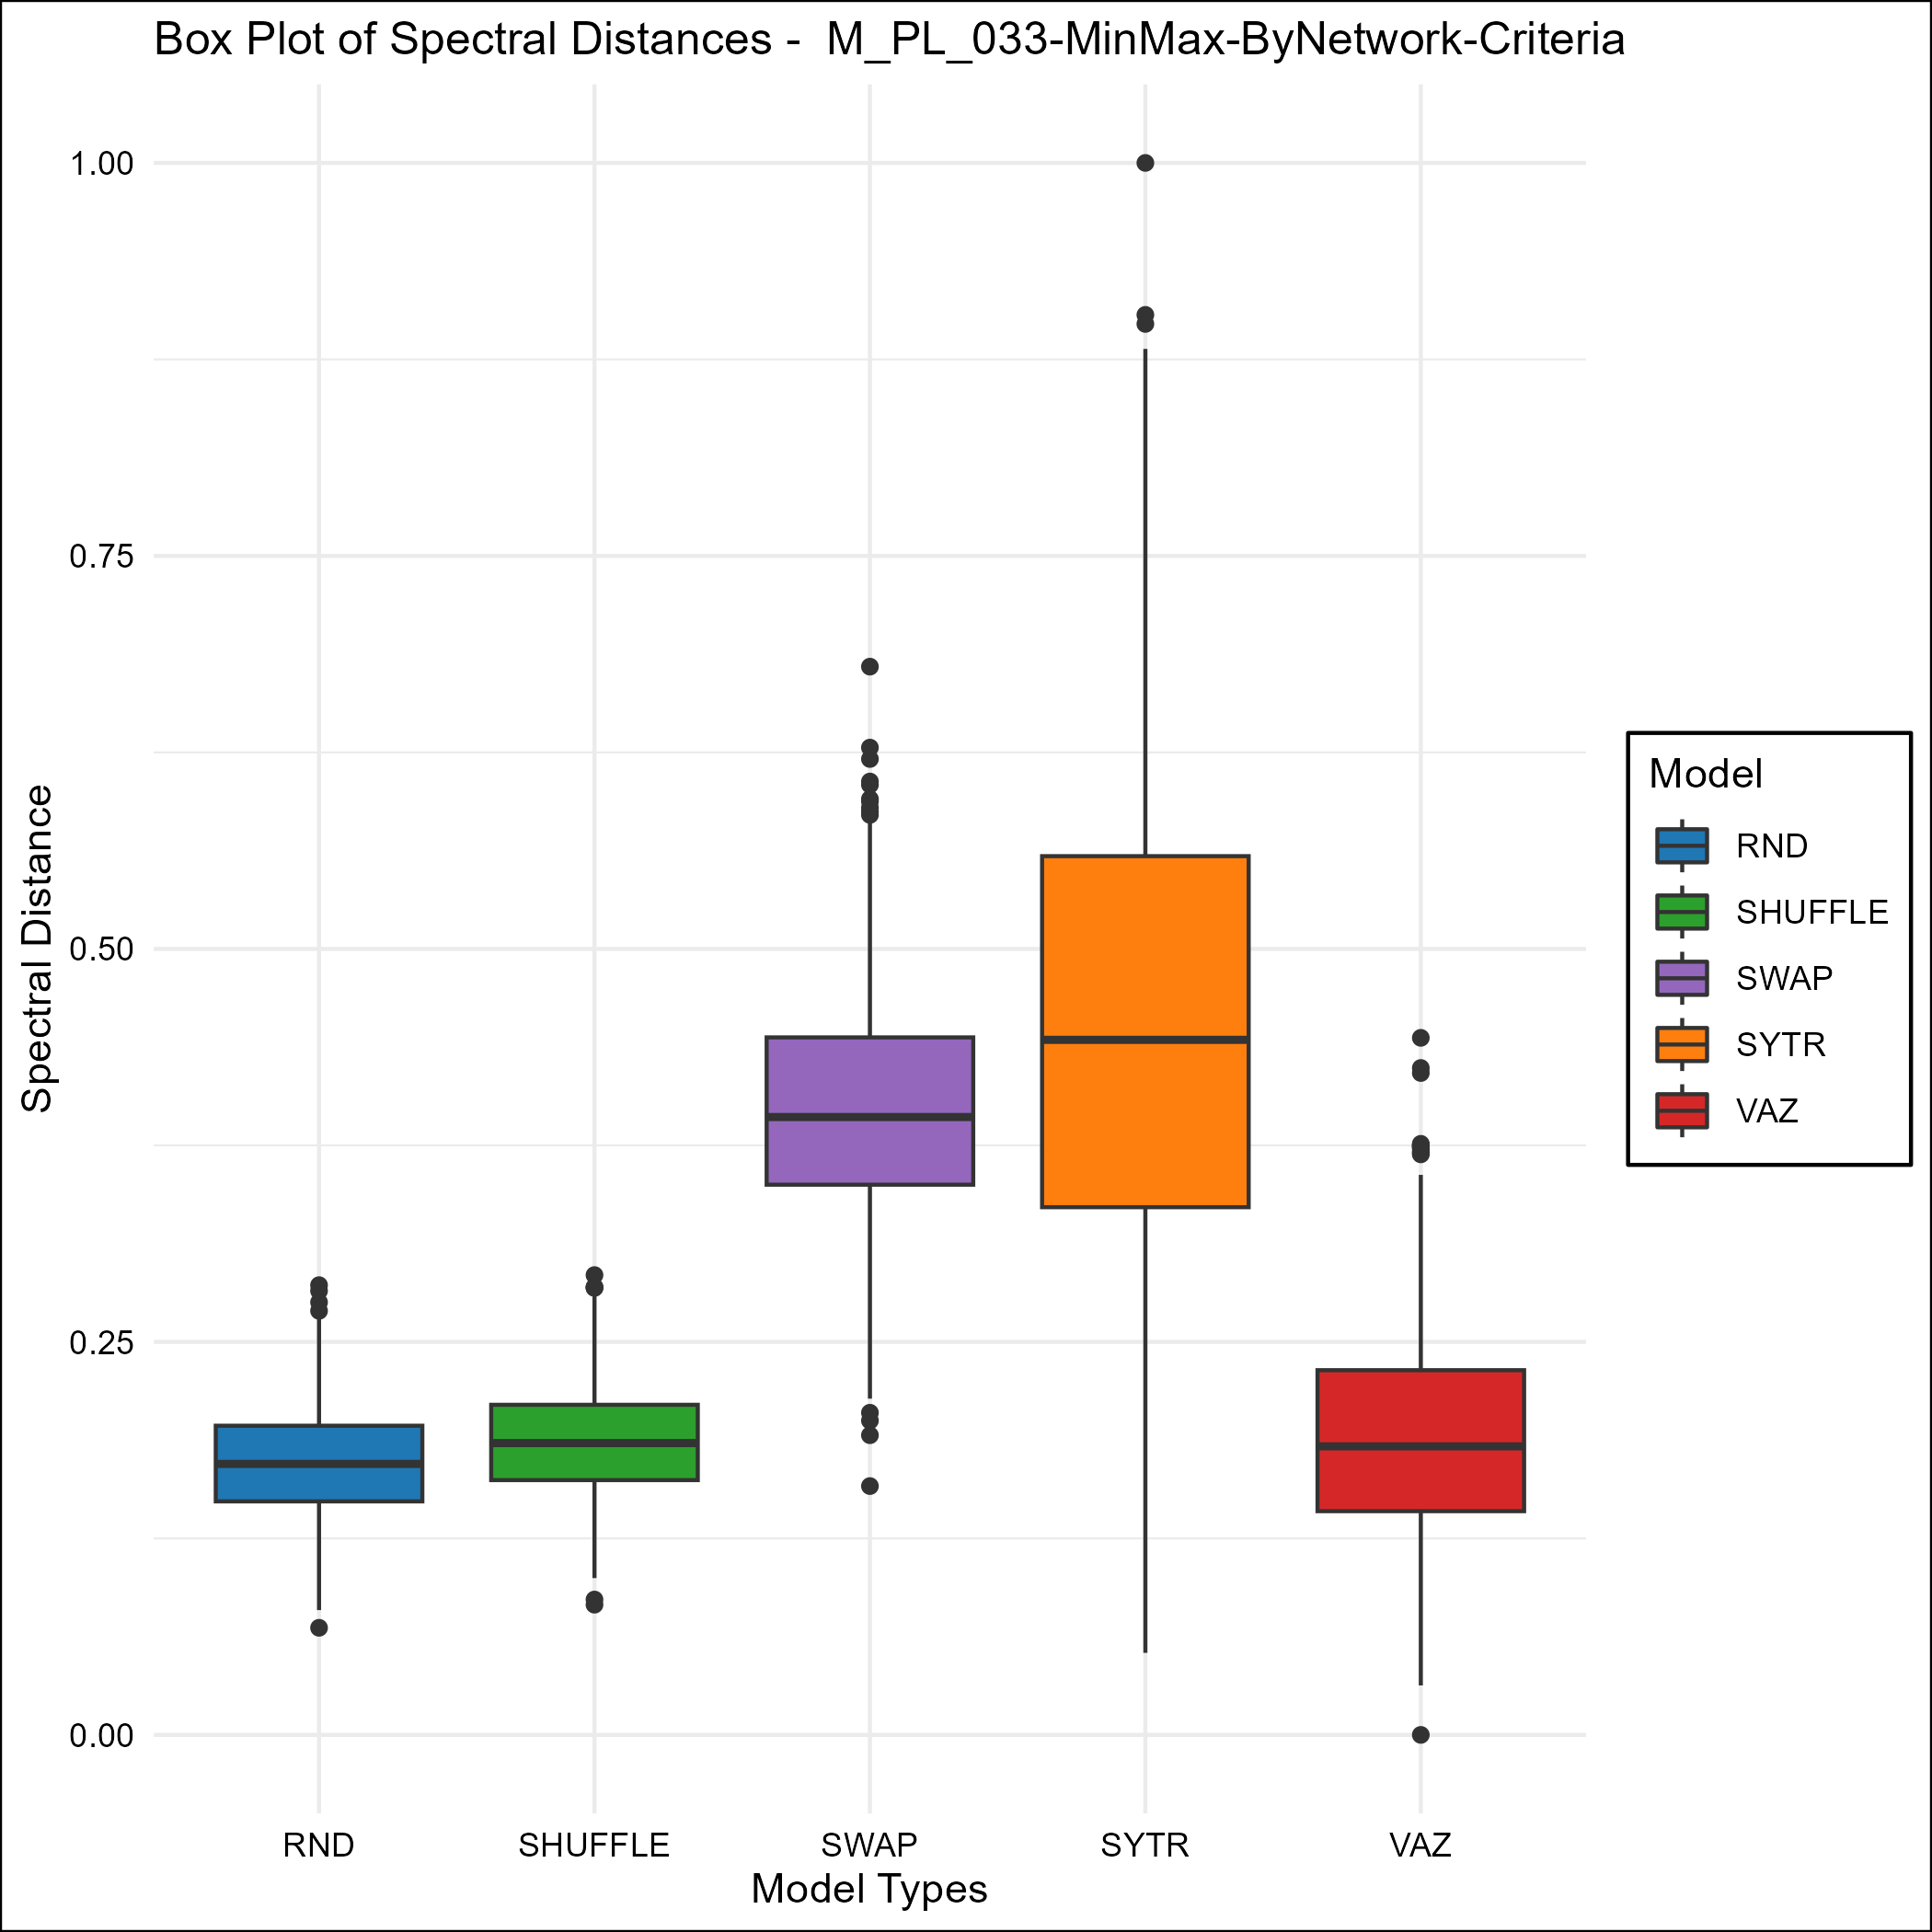 Box Plot of Spectral Distances -  M_PL_033-MinMax-ByNetwork-Criteria
1.00
0.75
0.50
0.25
0.00
Spectral Distance
RND
SHUFFLE
SWAP
SYTR
VAZ
Model Types
Model
RND
SHUFFLE
SWAP
SYTR
VAZ